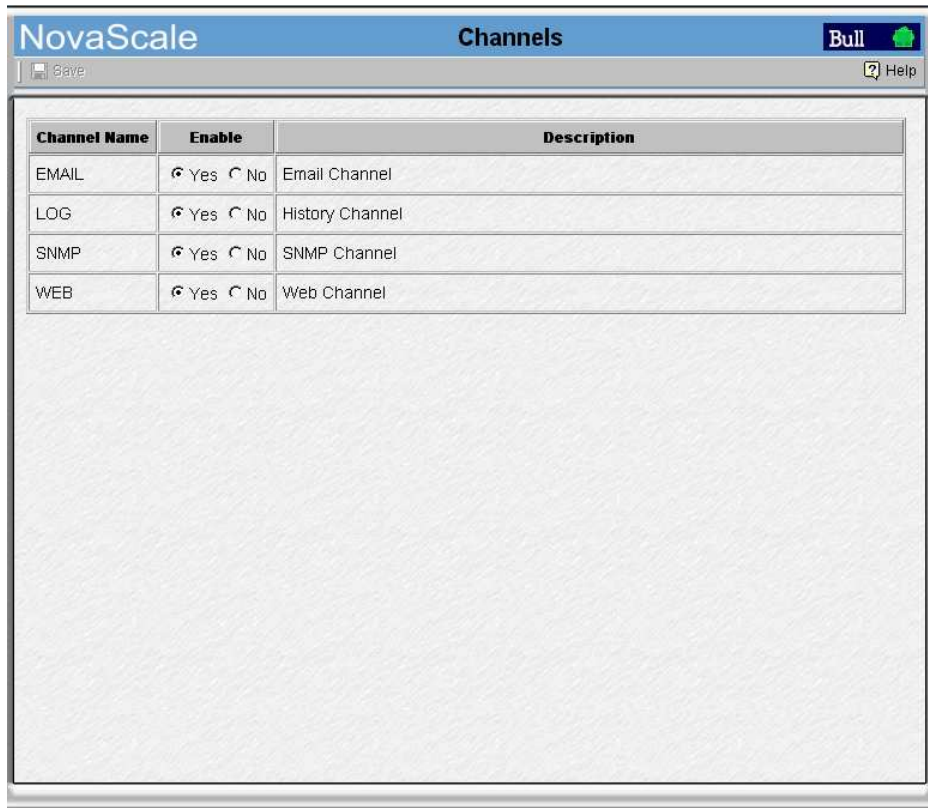 NovaScale Channels Bull
Save Help
Channel Name Enable Description
EMAIL Yes No Email Channel
LOG Yes No History Channel
SNMP Yes No SNMP Channel
WEB Yes No Web Channel